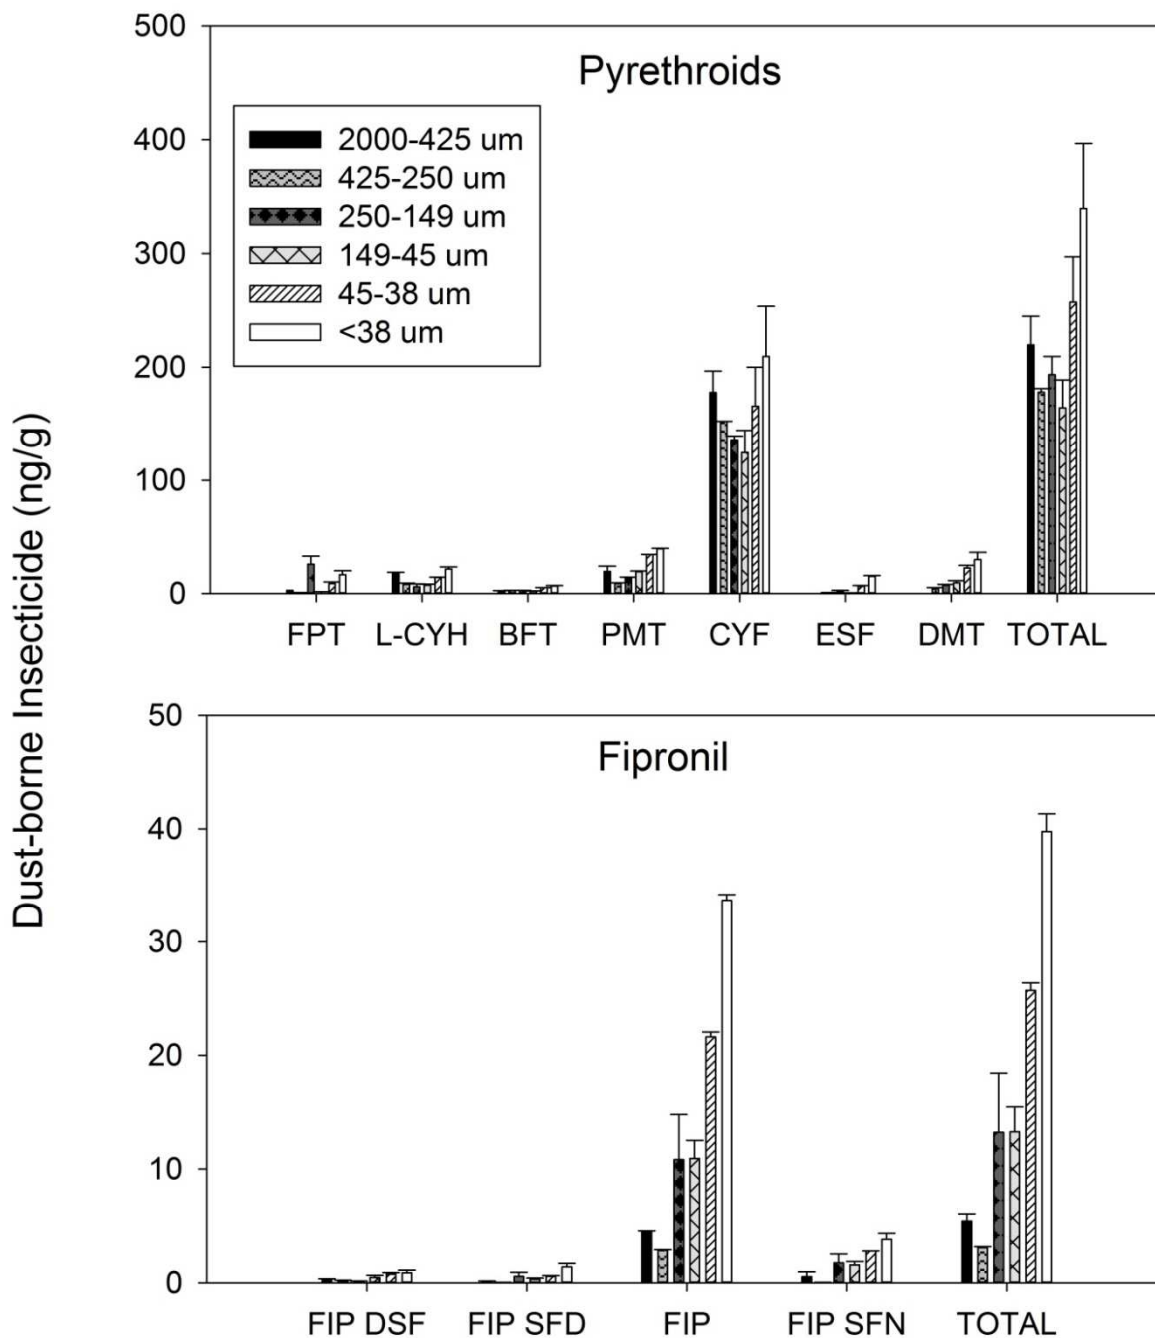 Dust-borne Insecticide (ng/g)
500
400
300
200
100
0
Pyrethroids
2000-425 um
425-250 um
250-149 um
149-45 um
45-38 um
<38 um
FPT L-CYH BFT PMT CYF ESF DMT TOTAL
50
40
30
20
10
0
Fipronil
FIP DSF FIP SFD FIP FIP SFN TOTAL